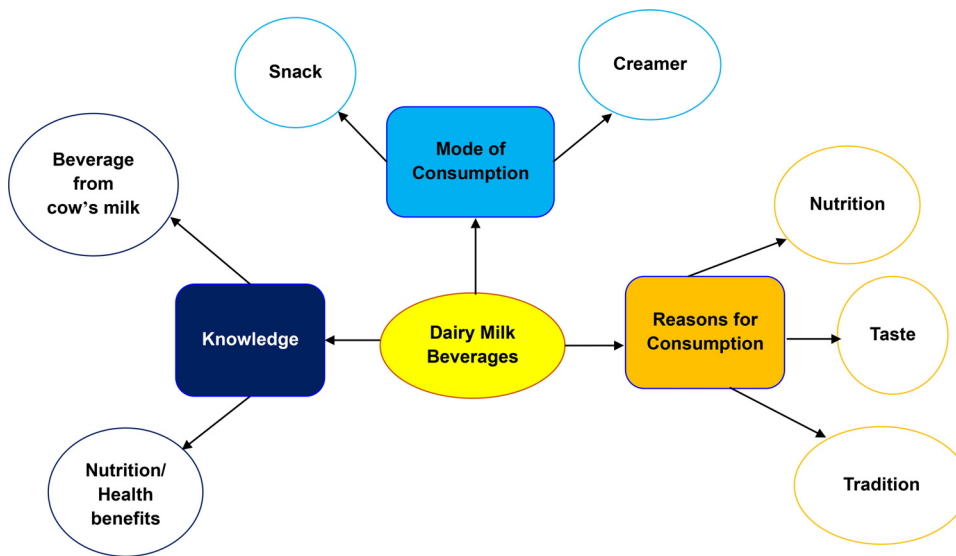 Snack
Creamer
Mode of
Consumption
Beverage
from
cow's milk
Nutrition
Knowledge
Dairy Milk
Beverages
Reasons for
Consumption
Taste
Nutrition/
Health
benefits
Tradition